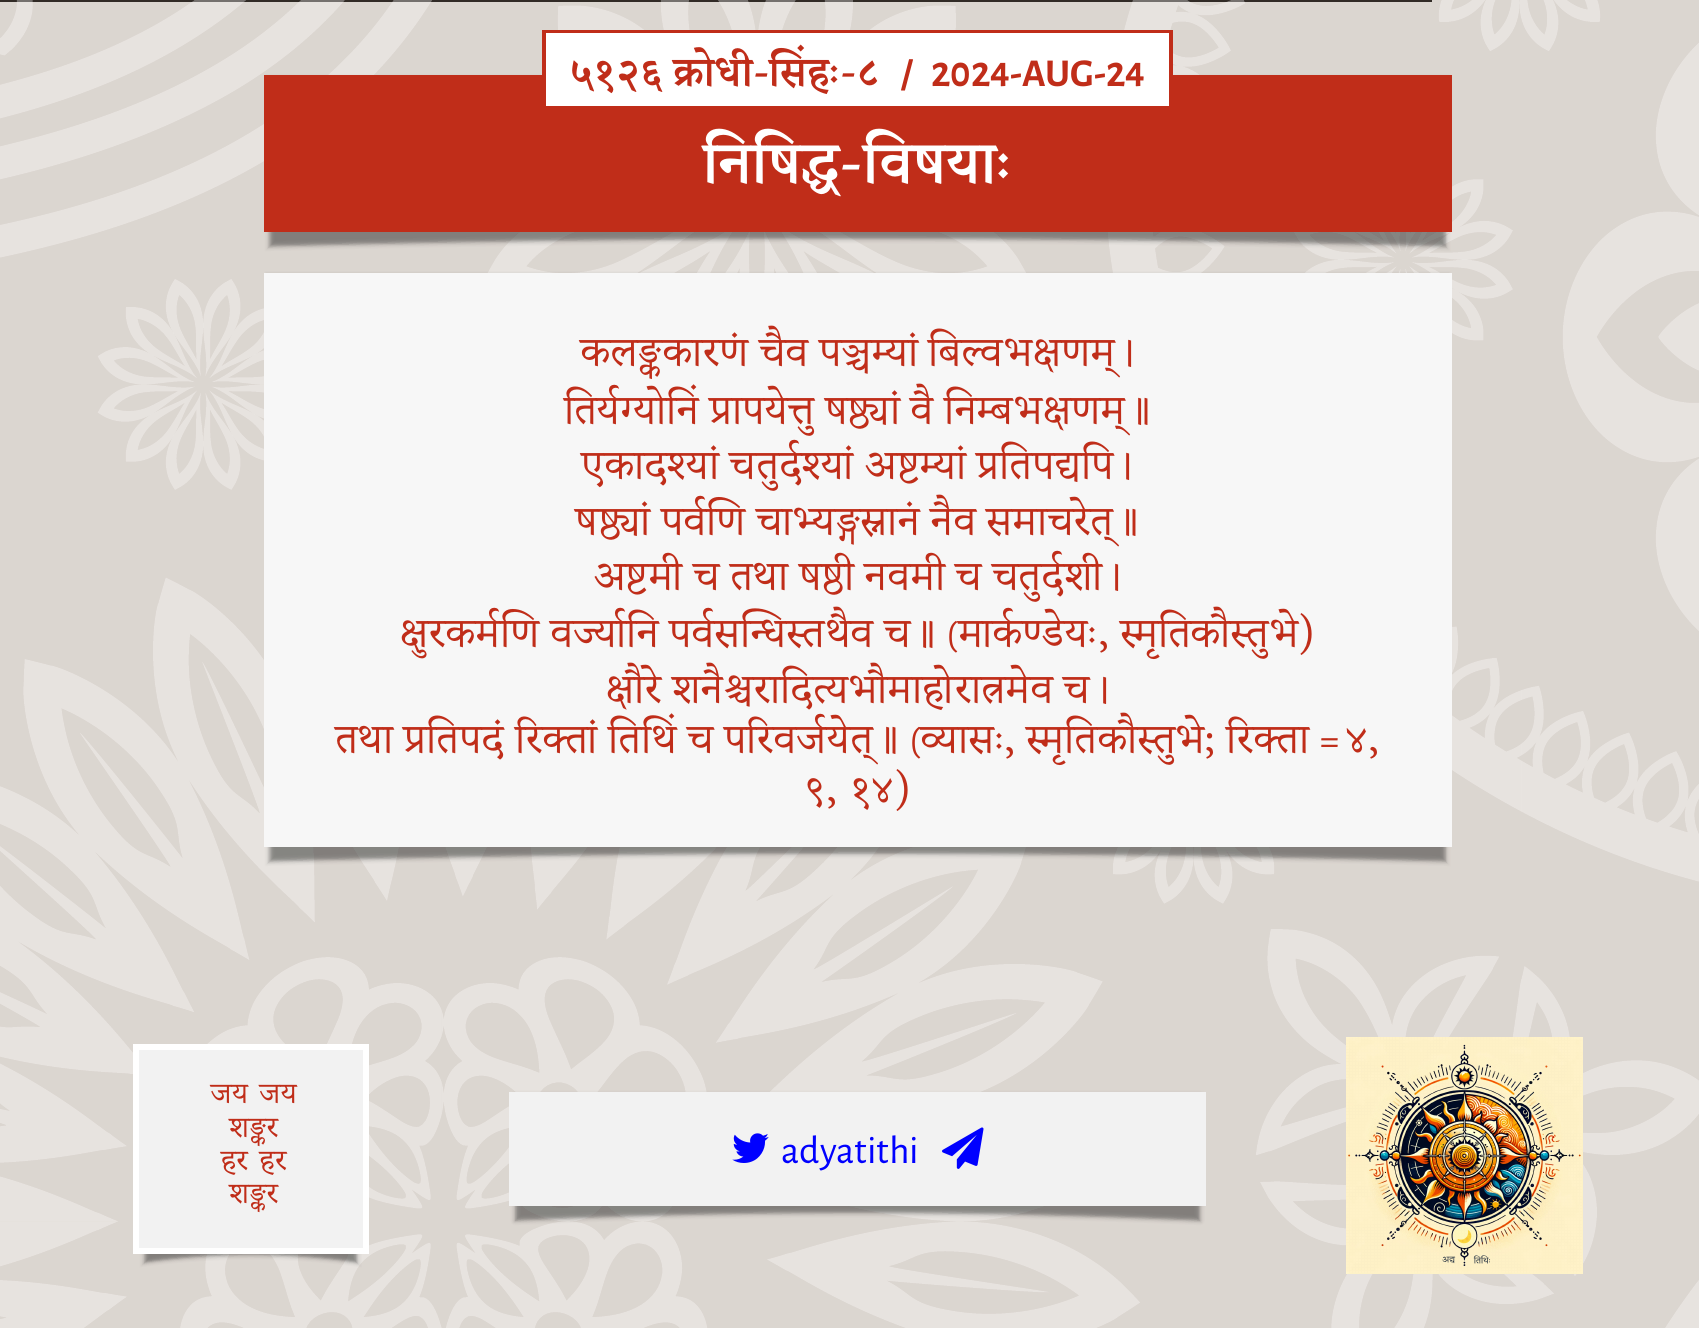 ५१२६ क्रोधी-सिंहः-८ / 2024-AUG-24
निषिद्ध-विषयाः
कलङ्ककारणं चैव पञ्चम्यां बिल्वभक्षणम्।
तिर्यग्योनिं प्रापयेत्तु षष्ठ्यां वै निम्बभक्षणम्॥
एकादश्यां चतुर्दश्यां अष्टम्यां प्रतिपद्यपि।
षष्ठ्यां पर्वणि चाभ्यङ्गस्नानं नैव समाचरेत्॥
अष्टमी च तथा षष्ठी नवमी च चतुर्दशी।
क्षुरकर्मणि वर्ज्यानि पर्वसन्धिस्तथैव च॥ (मार्कण्डेयः, स्मृतिकौस्तुभे)
क्षौरे शनैश्चरादित्यभौमाहोरात्रमेव च।
तथा प्रतिपदं रिक्तां तिथिं च परिवर्जयेत्॥ (व्यासः, स्मृतिकौस्तुभे; रिक्ता = ४,
९, १४)
जय जय
शङ्कर
हर हर
शङ्कर
adyatithi
अद्य तिथिः